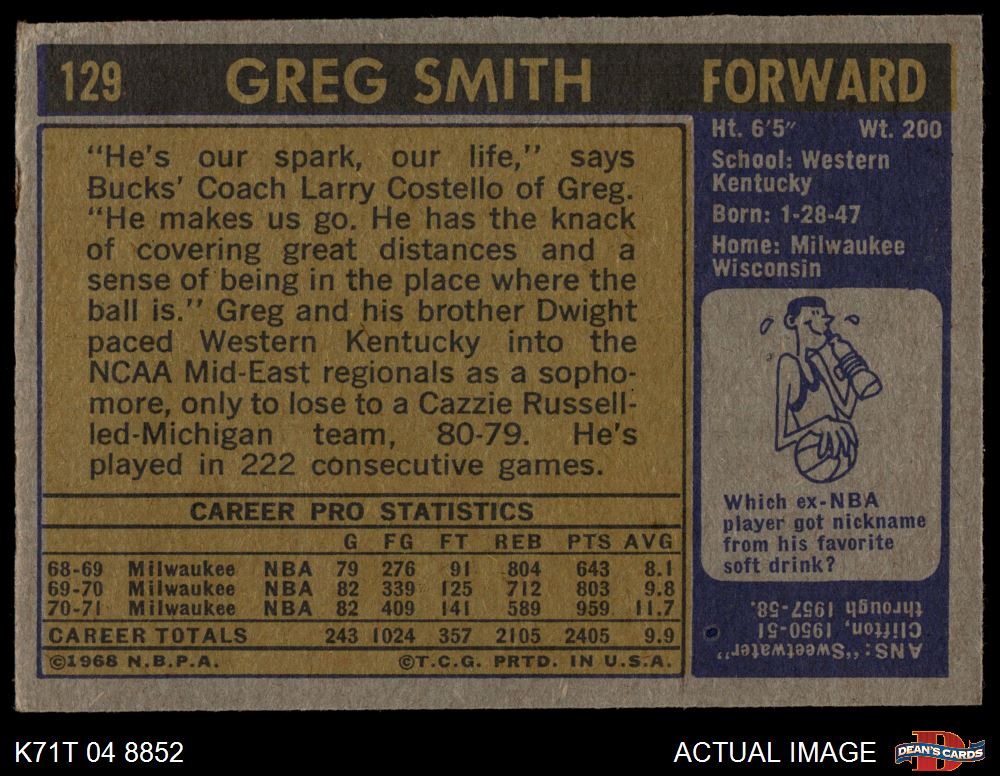 129 GREG SMITH FORWARD
"He's our spark, our life," says
Bucks' Coach Larry Costello of Greg.
"He makes us go. He has the knack
of covering great distances and a
sense of being in the place where the
ball is." Greg and his brother Dwight
paced Western Kentucky into the
NCAA Mid-East regionals as a sopho-
more, only to lose to a Cazzie Russell-
led-Michigan team, 80-79. He's
played in 222 consecutive games.
CAREER PRO STATISTICS
G FG FT REB PTS AVG
68-69 Milwaukee NBA 79 276 91 804 643 8.1
69-70 Milwaukee NBA 82 339 125 712 803 9.8
70-71 Milwaukee NBA 82 409 141 589 959 11.7
CAREER TOTALS 243 1024 357 2105 2405 9.9
©1968 N.B.P.A. ©T.C.G. PRTD. IN U.S.A.
Ht. 6'5" Wt. 200
School: Western
Kentucky
Born: 1-28-47
Home: Milwaukee
Wisconsin
Which ex-NBA
player got nickname
from his favorite
soft drink?
ANS: "Sweetwater"
Clifton, 1950-51
through 1957-58.
K71T 04 8852 ACTUAL IMAGE DEAN'S CARDS